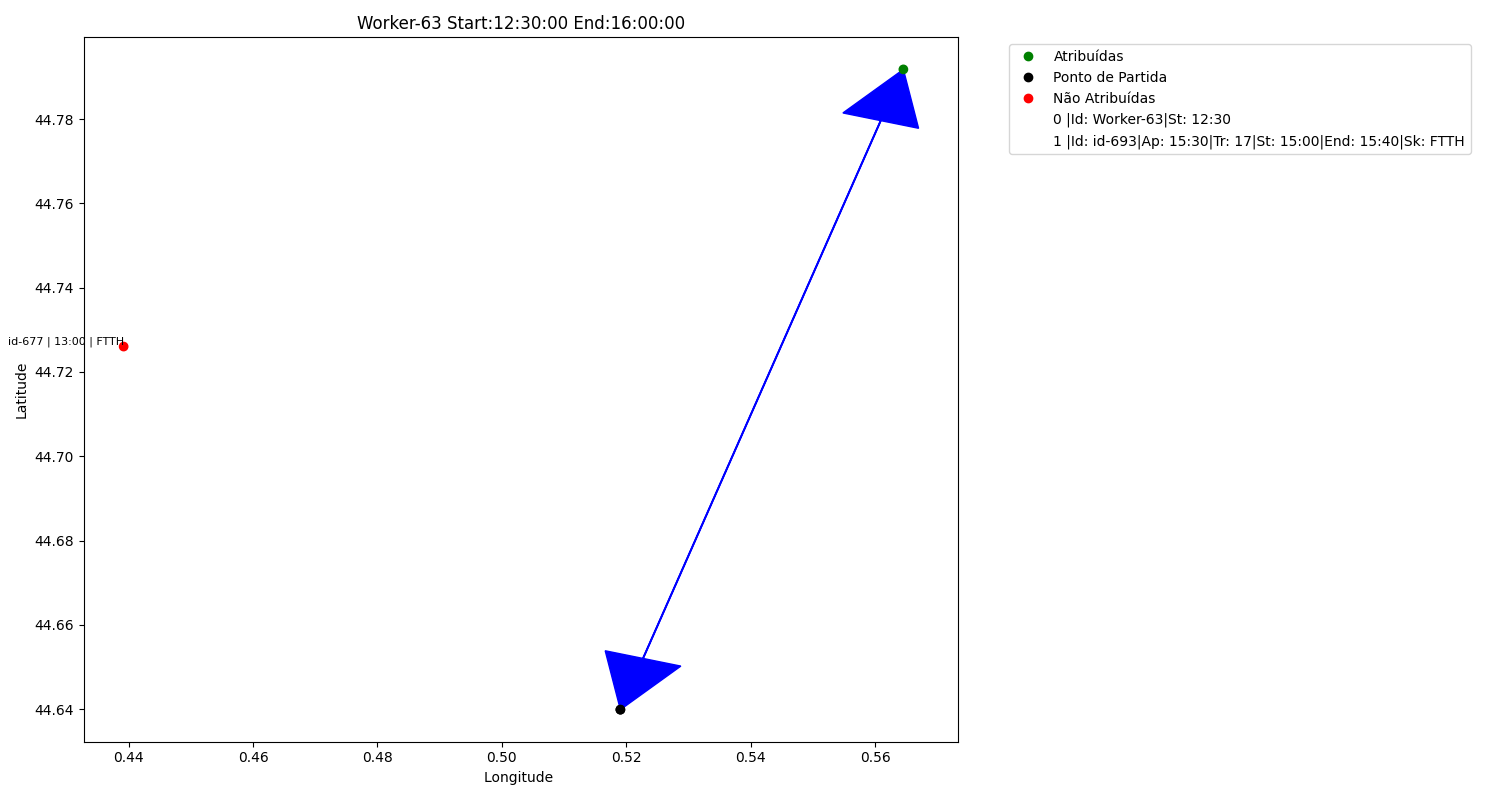 Worker-63 Start:12:30:00 End:16:00:00
Atribuídas
Ponto de Partida
Não Atribuídas
0 |Id: Worker-63|St: 12:30
1 |Id: id-693|Ap: 15:30|Tr: 17|St: 15:00|End: 15:40|Sk: FTTH
44.78
44.76
44.74
id-677 | 13:00 | FTTH
44.72
44.70
44.68
44.66
44.64
Latitude
0.44 0.46 0.48 0.50 0.52 0.54 0.56
Longitude